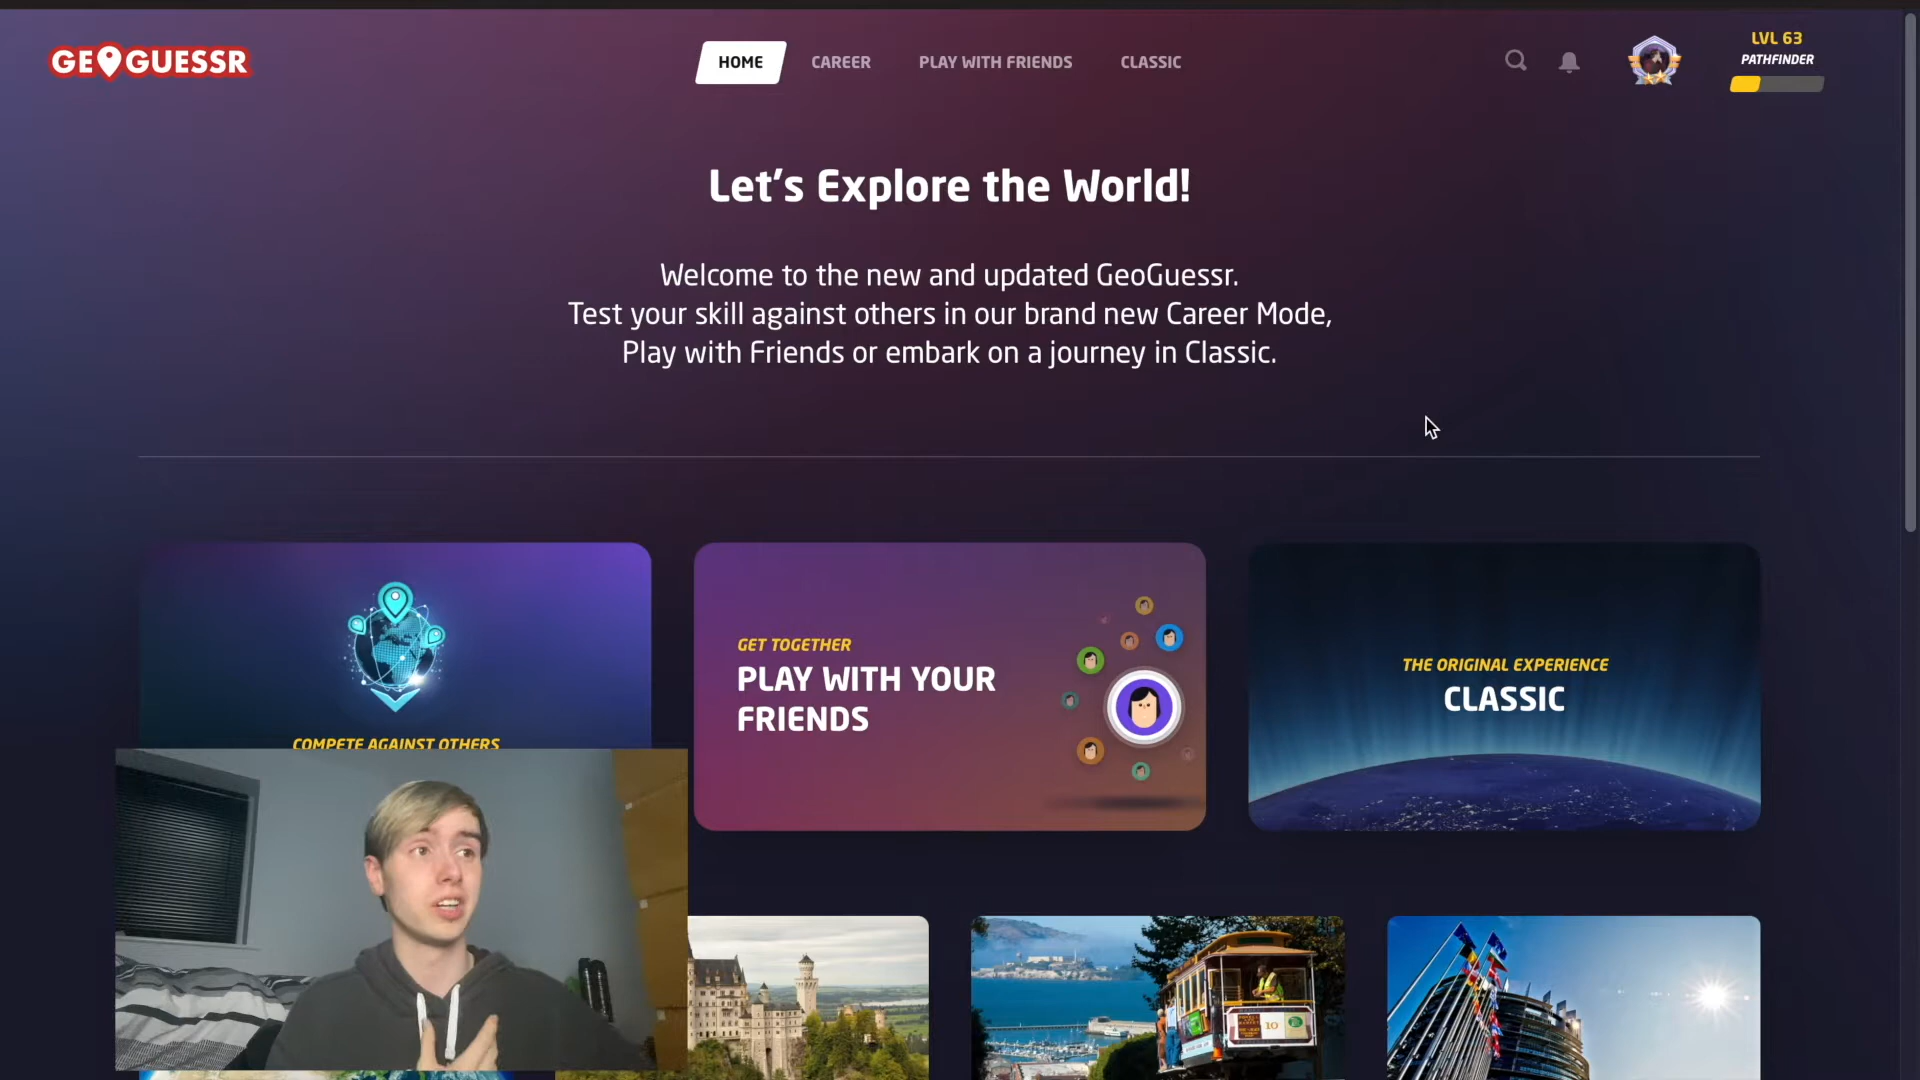 GEOGUESSR
HOME
CAREER
PLAY WITH FRIENDS
CLASSIC
LVL 63
PATHFINDER
Let's Explore the World!
Welcome to the new and updated GeoGuessr.
Test your skill against others in our brand new Career Mode,
Play with Friends or embark on a journey in Classic.
COMPETE AGAINST OTHERS
GET TOGETHER
PLAY WITH YOUR
FRIENDS
THE ORIGINAL EXPERIENCE
CLASSIC
10